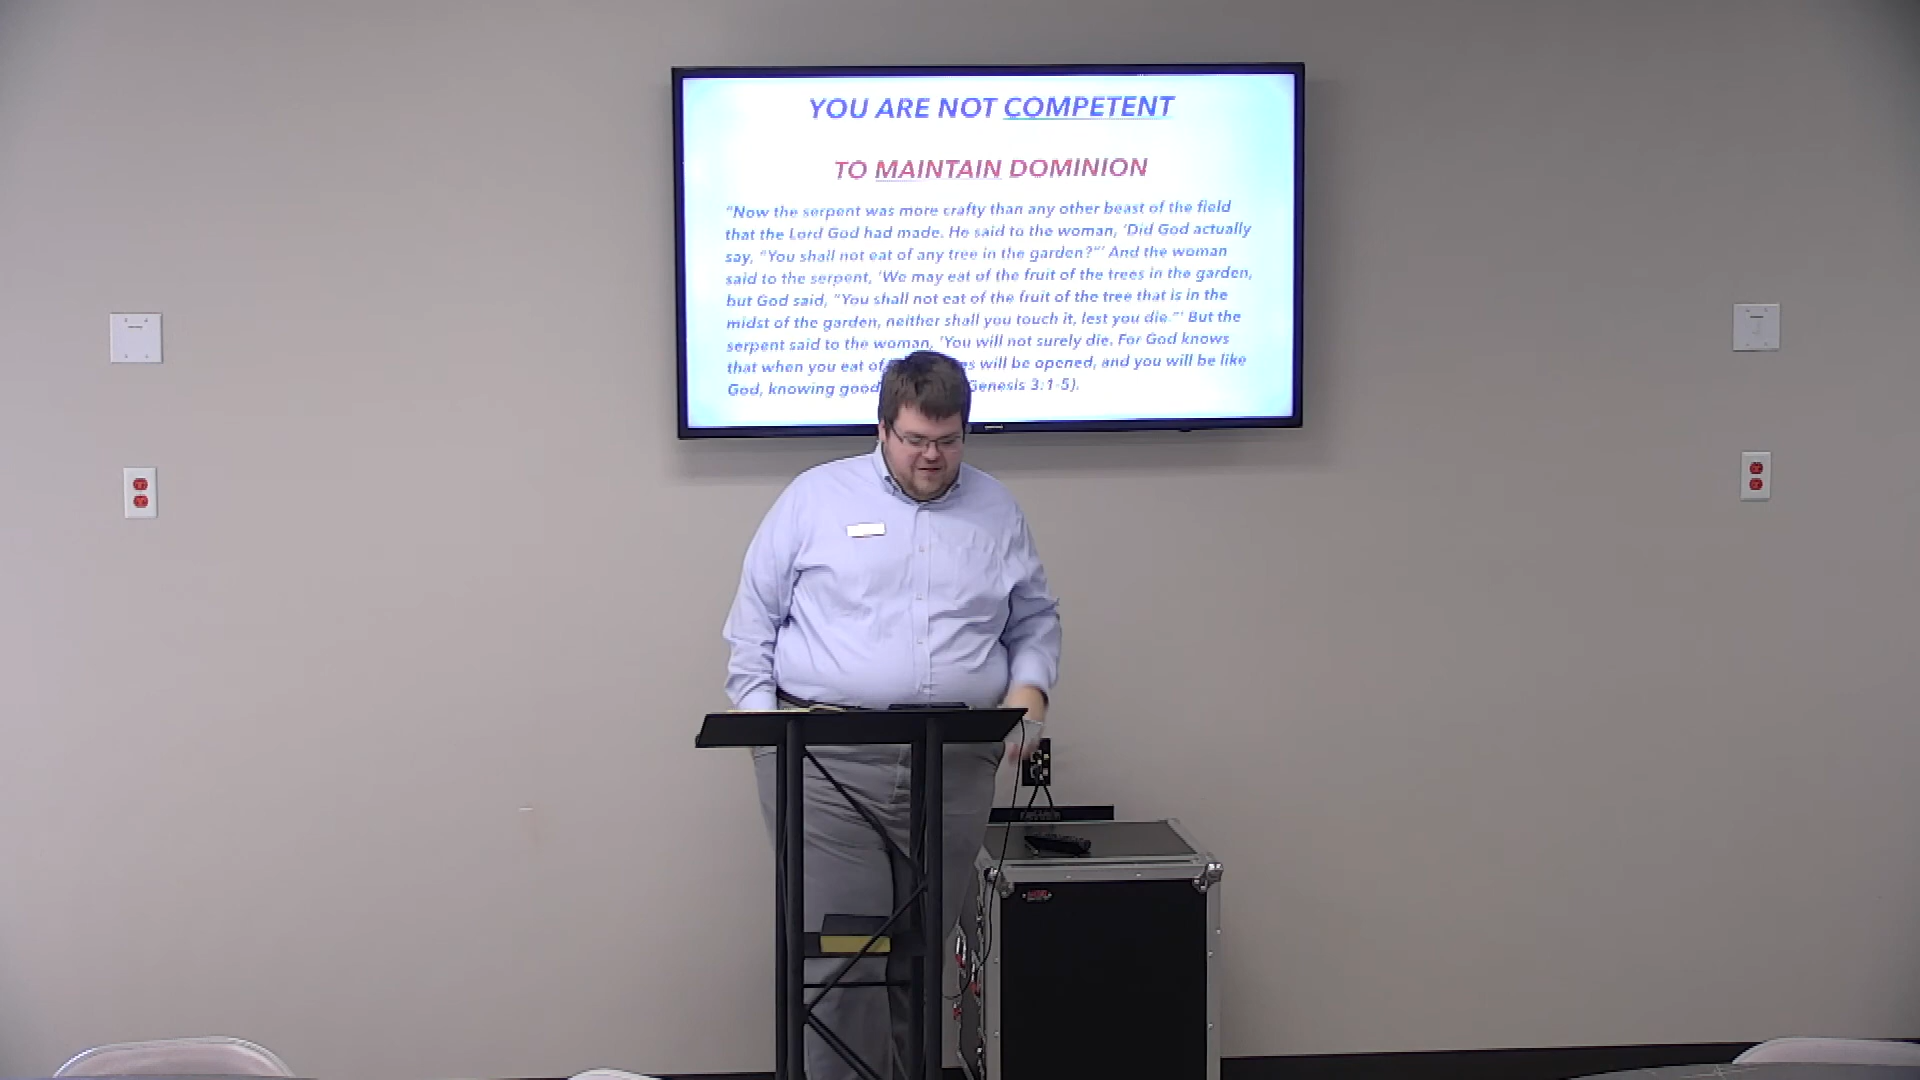 YOU ARE NOT COMPETENT
TO MAINTAIN DOMINION
"Now the serpent was more crafty than any other beast of the field
that the Lord God had made. He said to the woman, 'Did God actually
say, "You shall not eat of any tree in the garden?"' And the woman
said to the serpent, 'We may eat of the fruit of the trees in the garden,
but God said, "You shall not eat of the fruit of the tree that is in the
midst of the garden, neither shall you touch it, lest you die."' But the
serpent said to the woman, 'You will not surely die. For God knows
that when you eat of will be opened, and you will be like
God, knowing good Genesis 3:1-5).